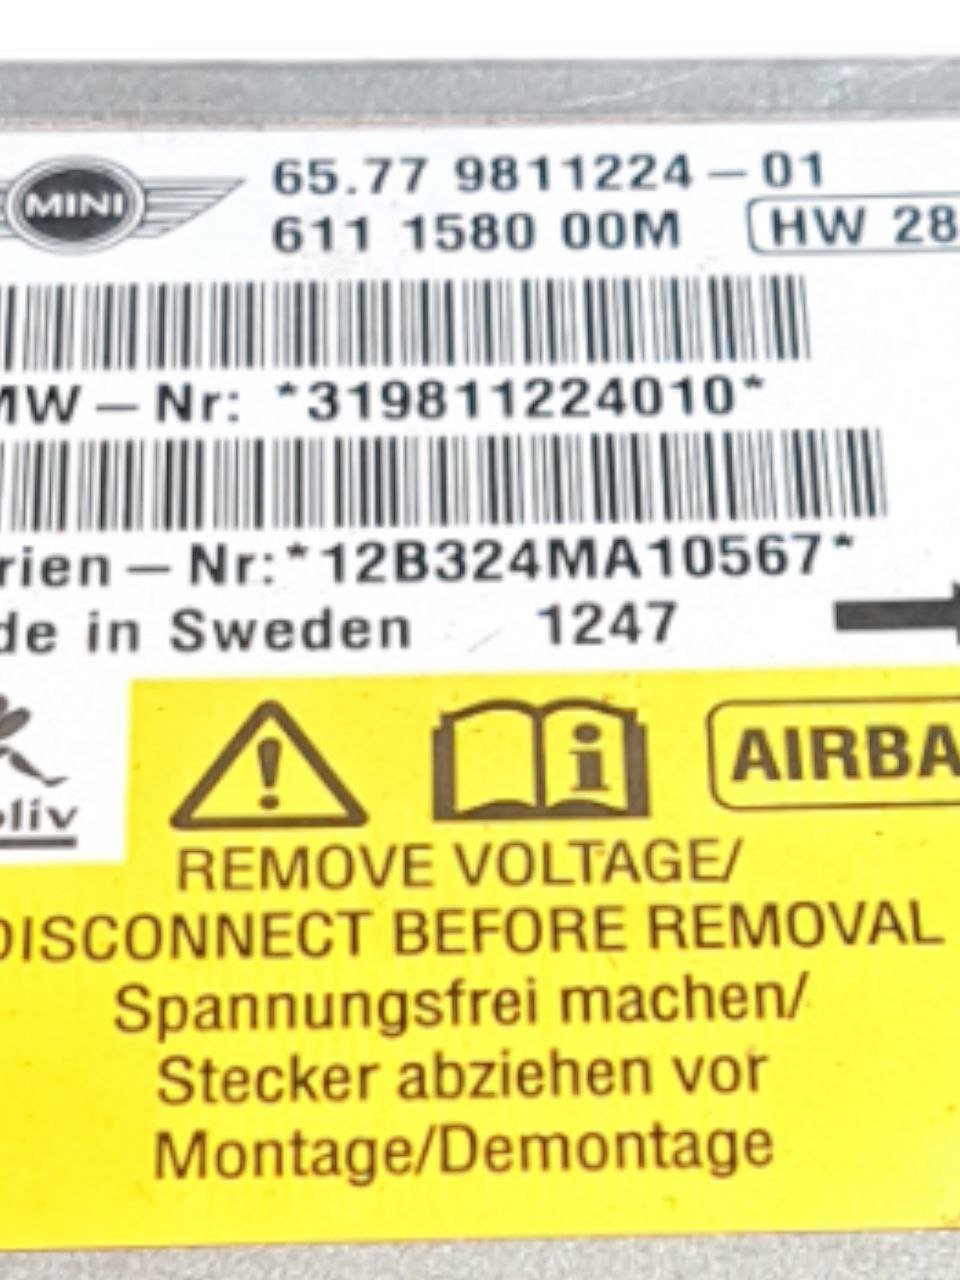 MINI
65.77 9811224-01
611 1580 00M HW 28
MW-Nr: *319811224010*
rien-Nr:*12B324MA10567*
de in Sweden 1247
oliv
AIRBA
REMOVE VOLTAGE/
DISCONNECT BEFORE REMOVAL
Spannungsfrei machen/
Stecker abziehen vor
Montage/Demontage